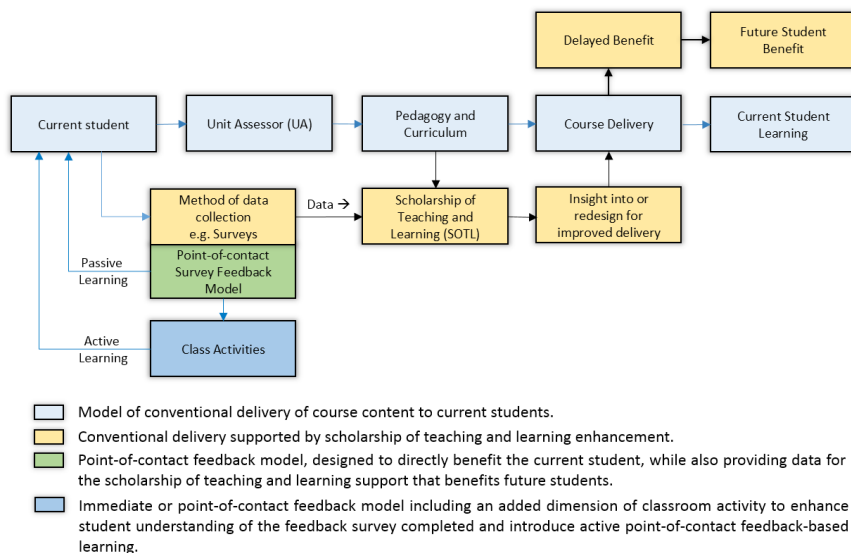 Delayed Benefit
Future Student
Benefit
Current student
Unit Assessor (UA)
Pedagogy and
Curriculum
Course Delivery
Current Student
Learning
Method of data
collection
e.g. Surveys
Data →
Scholarship of
Teaching and
Learning (SOTL)
Insight into or
redesign for
improved delivery
Passive
Learning
Point-of-contact
Survey Feedback
Model
Active
Learning
Class Activities
Model of conventional delivery of course content to current students.
Conventional delivery supported by scholarship of teaching and learning enhancement.
Point-of-contact feedback model, designed to directly benefit the current student, while also providing data for
the scholarship of teaching and learning support that benefits future students.
Immediate or point-of-contact feedback model including an added dimension of classroom activity to enhance
student understanding of the feedback survey completed and introduce active point-of-contact feedback-based
learning.